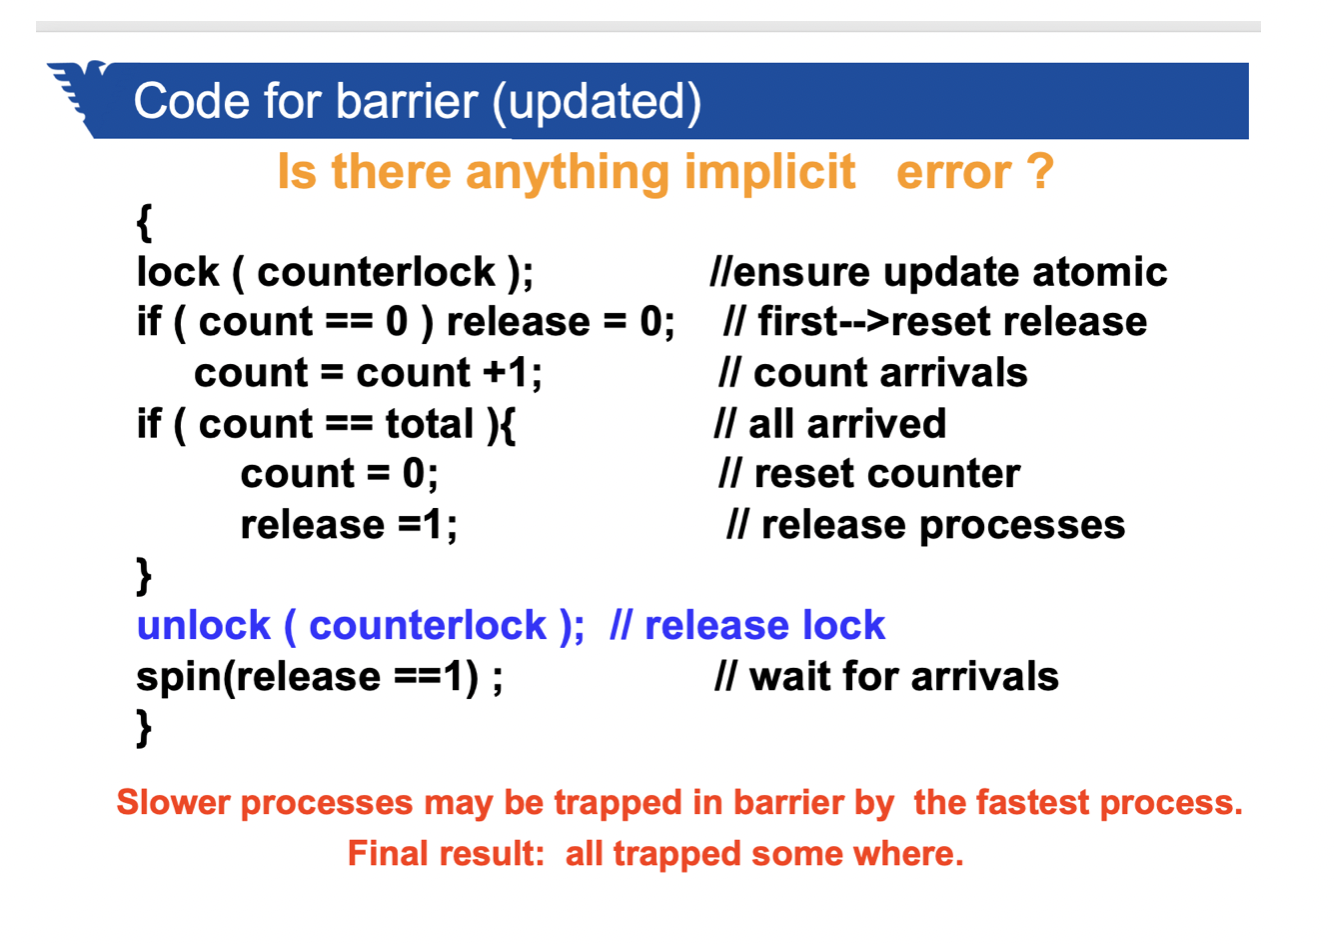 Code for barrier (updated)
Is there anything implicit error ?
{
lock ( counterlock ); //ensure update atomic
if ( count == 0 ) release = 0; // first-->reset release
count = count +1; // count arrivals
if ( count == total ){ // all arrived
count = 0; // reset counter
release =1; // release processes
}
unlock ( counterlock ); // release lock
spin(release ==1) ; // wait for arrivals
}
Slower processes may be trapped in barrier by the fastest process.
Final result: all trapped some where.